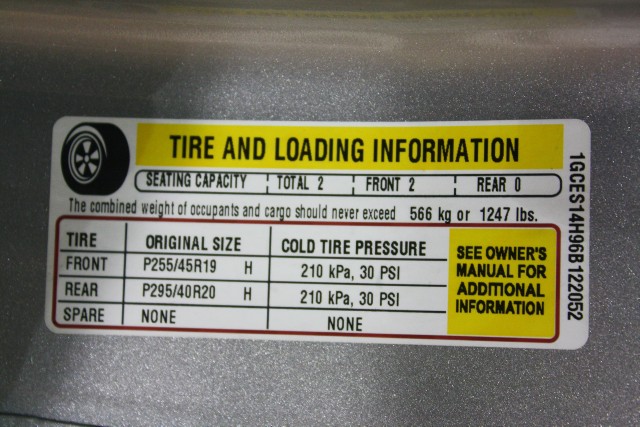 TIRE AND LOADING INFORMATION
SEATING CAPACITY TOTAL 2 FRONT 2 REAR 0
The combined weight of occupants and cargo should never exceed 566 kg or 1247 lbs.
TIRE ORIGINAL SIZE COLD TIRE PRESSURE
FRONT P255/45R19 H 210 kPa, 30 PSI
REAR P295/40R20 H 210 kPa, 30 PSI
SPARE NONE NONE
SEE OWNER'S
MANUAL FOR
ADDITIONAL
INFORMATION
1GCES14H96B122052